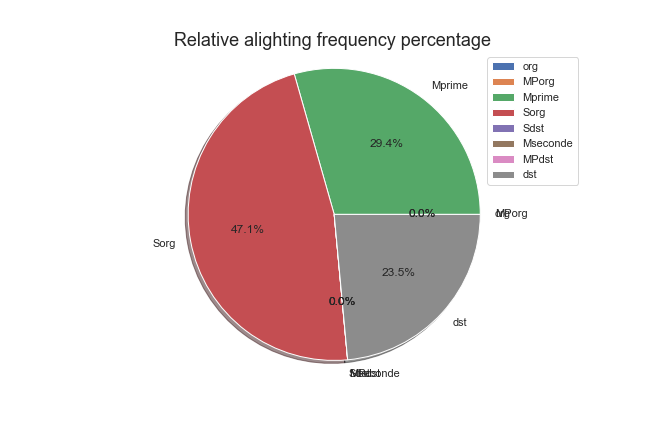 Relative alighting frequency percentage
org
MPorg
Mprime
Sorg
Sdst
Mseconde
MPdst
dst
Mprime
29.4%
0.0%
MPorg
47.1%
Sorg
23.5%
0.0%
dst